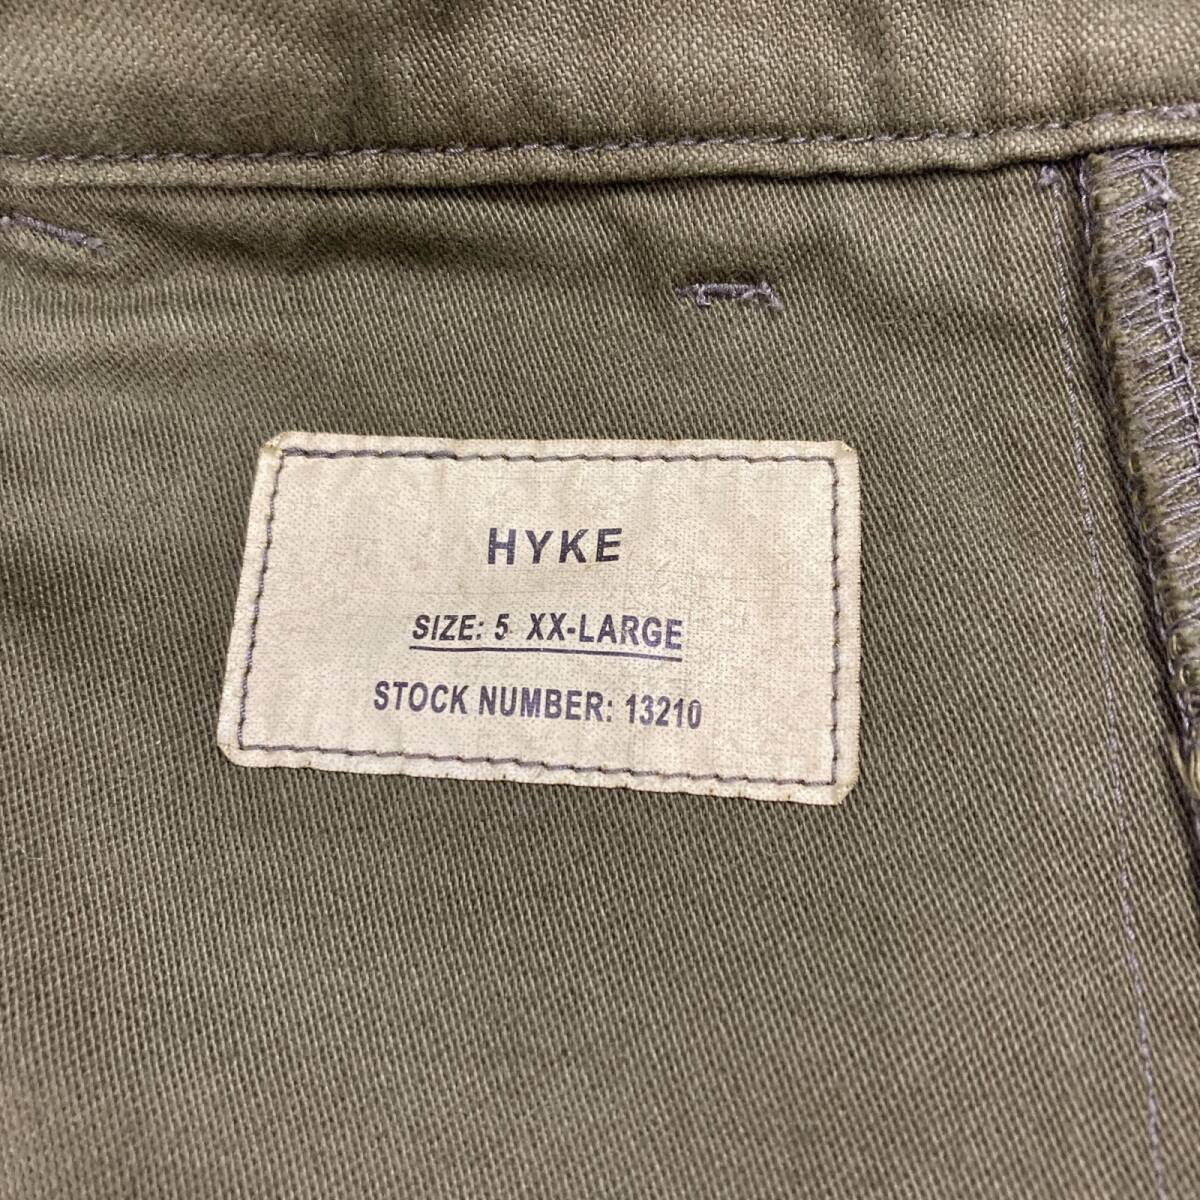 HYKE
SIZE: 5 XX-LARGE
STOCK NUMBER: 13210